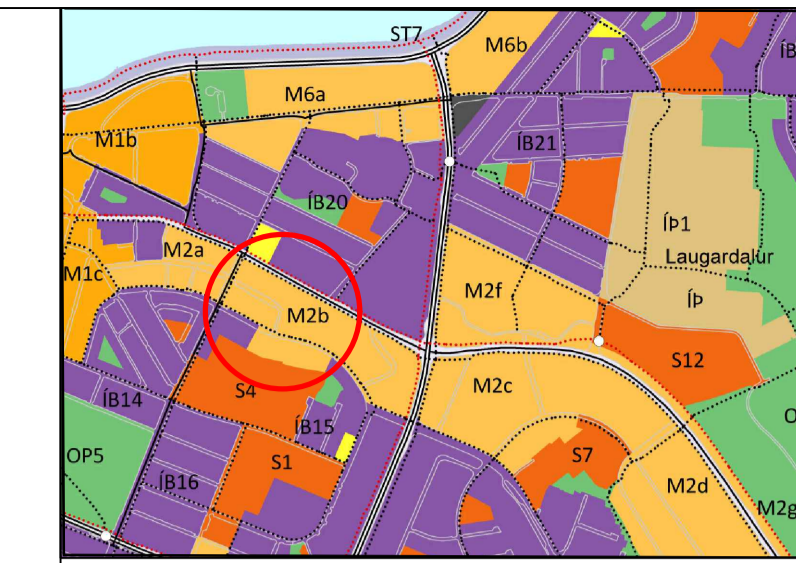 ST7
M6b
ÍB
M6a
M1b
ÍB21
ÍB20
ÍÞ1
M2a
Laugardalur
M1c
M2f
ÍÞ
M2b
S12
S4
M2c
ÍB14
O
ÍB15
OP5
S1
S7
ÍB16
M2d
M2g